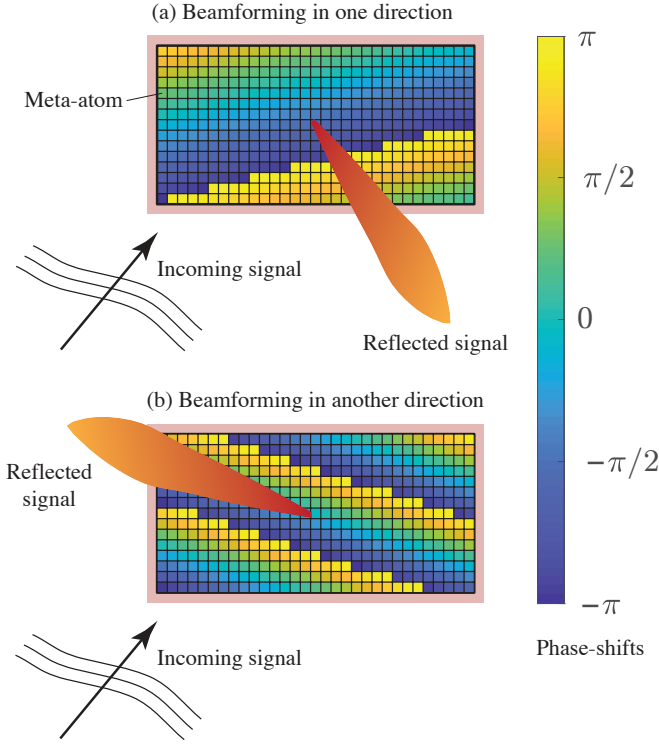 (a) Beamforming in one direction
Meta-atom
Incoming signal
Reflected signal
(b) Beamforming in another direction
Reflected
signal
Incoming signal
π
π/2
0
−π/2
−π
Phase-shifts